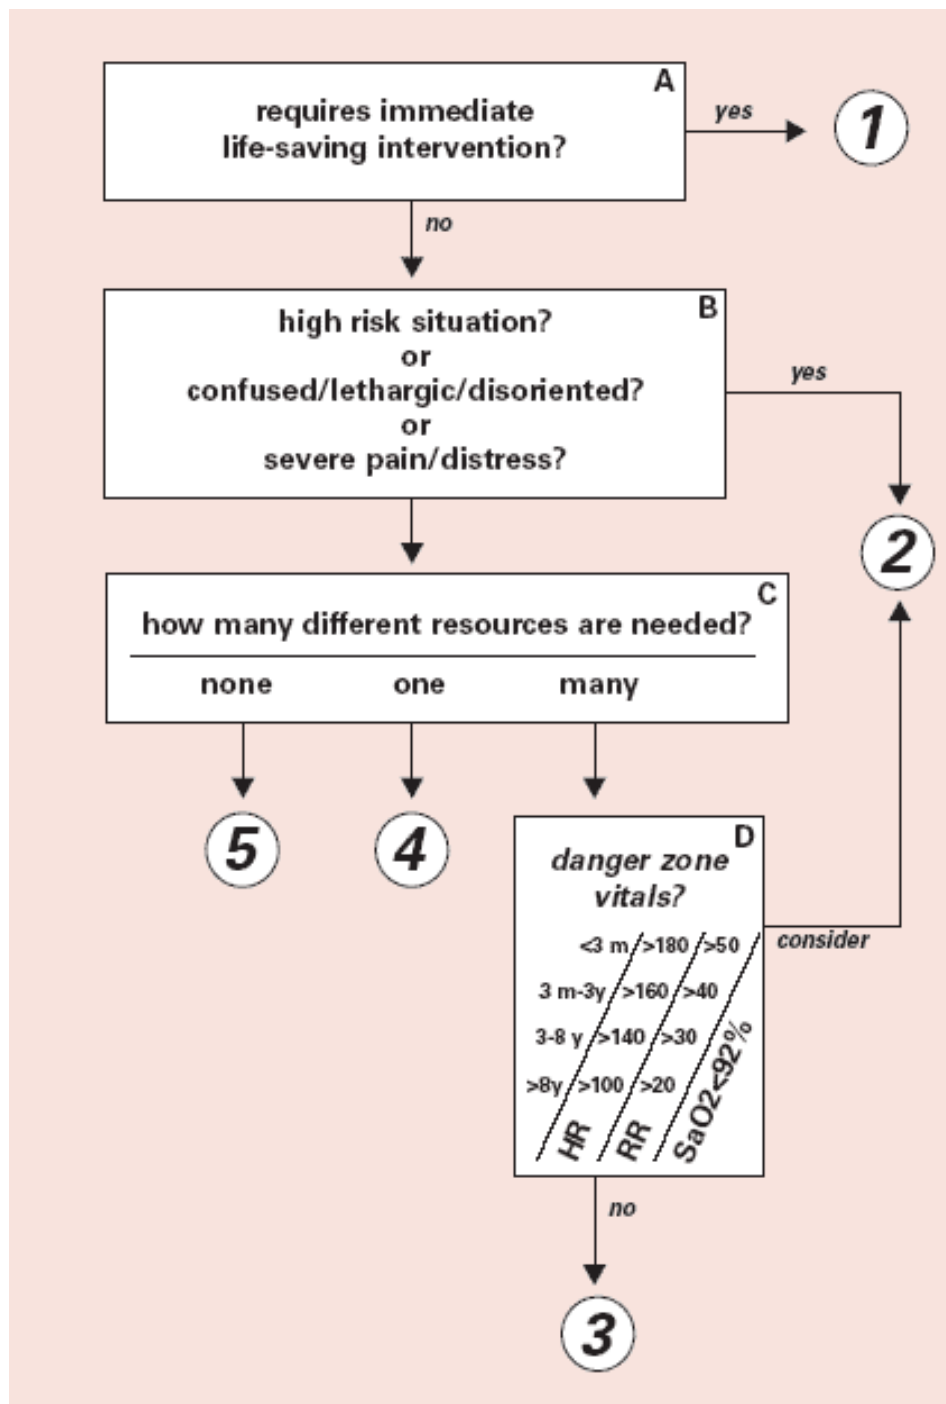 A
requires immediate
life-saving intervention?
yes
1
no
B
high risk situation?
or
confused/lethargic/disoriented?
or
severe pain/distress?
yes
2
C
how many different resources are needed?
none one many
5
4
D
danger zone
vitals?
<3 m >180 >50
3 m-3y >160 >40
3-8 y >140 >30
>8y >100 >20
HR RR SaO2<92%
consider
no
3